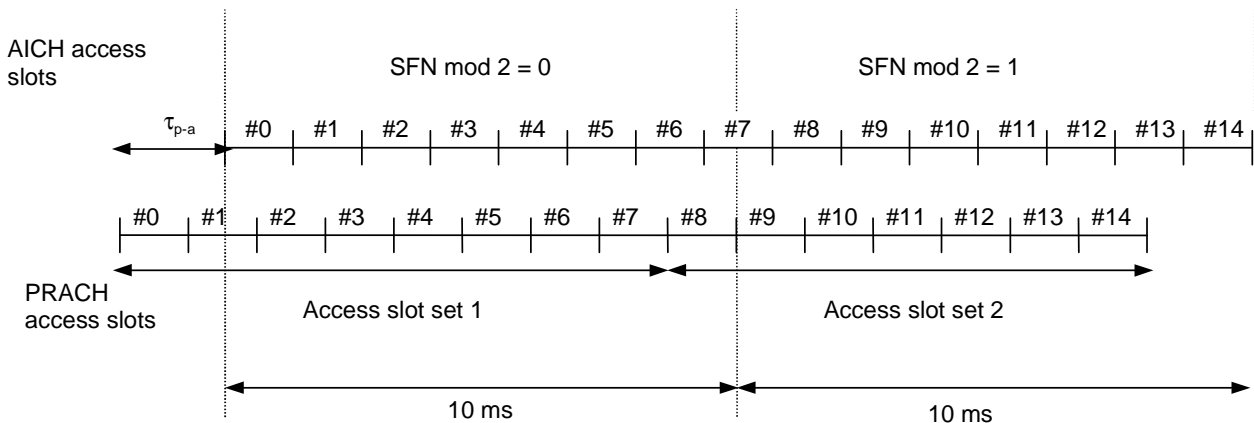 AICH access
slots
SFN mod 2 = 0
SFN mod 2 = 1
τp-a
#0 #1 #2 #3 #4 #5 #6 #7 #8 #9 #10 #11 #12 #13 #14
#0 #1 #2 #3 #4 #5 #6 #7 #8 #9 #10 #11 #12 #13 #14
PRACH
access slots
Access slot set 1
Access slot set 2
10 ms
10 ms